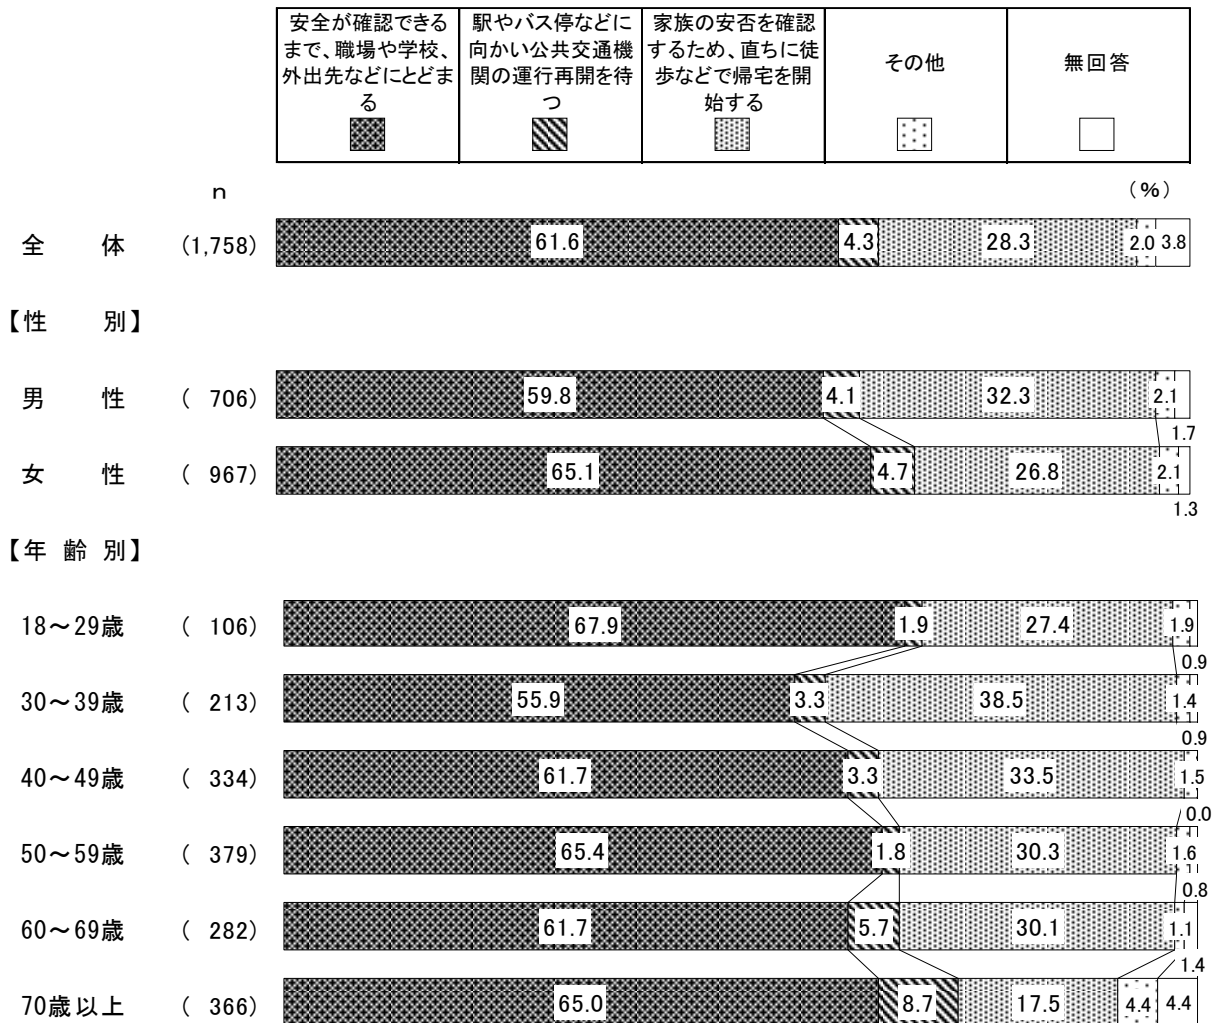 安全が確認できる
まで、職場や学校、
外出先などにとどま
る
駅やバス停などに
向かい公共交通機
関の運行再開を待
つ
家族の安否を確認
するため、直ちに徒
歩などで帰宅を開
始する
その他
無回答
n
(%)
全 体 (1,758) 61.6 4.3 28.3 2.0 3.8
【性 別】
男 性 ( 706) 59.8 4.1 32.3 2.1
1.7
女 性 ( 967) 65.1 4.7 26.8 2.1
1.3
【年 齢 別】
18～29歳 ( 106) 67.9 1.9 27.4 1.9
0.9
30～39歳 ( 213) 55.9 3.3 38.5 1.4
0.9
40～49歳 ( 334) 61.7 3.3 33.5 1.5
0.0
50～59歳 ( 379) 65.4 1.8 30.3 1.6
0.8
60～69歳 ( 282) 61.7 5.7 30.1 1.1
1.4
70歳以上 ( 366) 65.0 8.7 17.5 4.4 4.4